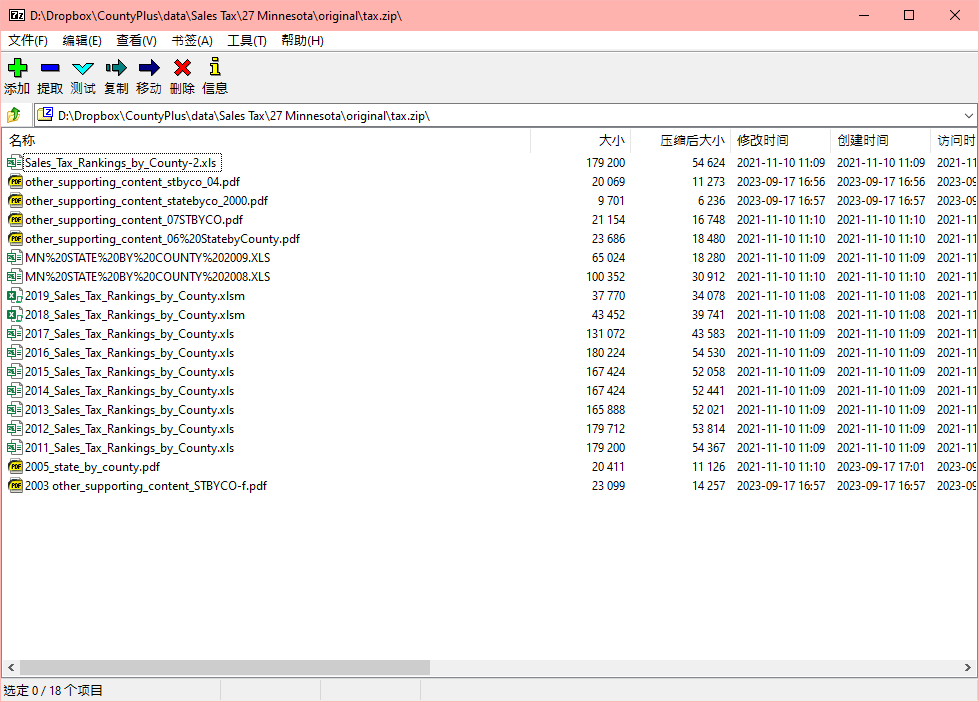 D:\Dropbox\CountyPlus\data\Sales Tax\27 Minnesota\original\tax.zip\
文件(F) 编辑(E) 查看(V) 书签(A) 工具(T) 帮助(H)
添加 提取 测试 复制 移动 删除 信息
D:\Dropbox\CountyPlus\data\Sales Tax\27 Minnesota\original\tax.zip\
名称 大小 压缩后大小 修改时间 创建时间 访问时
Sales_Tax_Rankings_by_County-2.xls 179 200 54 624 2021-11-10 11:09 2021-11-10 11:09 2021-11
other_supporting_content_stbyco_04.pdf 20 069 11 273 2023-09-17 16:56 2023-09-17 16:56 2023-09
other_supporting_content_statebyco_2000.pdf 9 701 6 236 2023-09-17 16:57 2023-09-17 16:57 2023-09
other_supporting_content_07STBYCO.pdf 21 154 16 748 2021-11-10 11:10 2021-11-10 11:10 2021-11
other_supporting_content_06%20StatebyCounty.pdf 23 686 18 480 2021-11-10 11:10 2021-11-10 11:10 2021-11
MN%20STATE%20BY%20COUNTY%202009.XLS 65 024 18 280 2021-11-10 11:09 2021-11-10 11:09 2021-11
MN%20STATE%20BY%20COUNTY%202008.XLS 100 352 30 912 2021-11-10 11:10 2021-11-10 11:10 2021-11
2019_Sales_Tax_Rankings_by_County.xlsm 37 770 34 078 2021-11-10 11:08 2021-11-10 11:08 2021-11
2018_Sales_Tax_Rankings_by_County.xlsm 43 452 39 741 2021-11-10 11:08 2021-11-10 11:08 2021-11
2017_Sales_Tax_Rankings_by_County.xls 131 072 43 583 2021-11-10 11:09 2021-11-10 11:09 2021-11
2016_Sales_Tax_Rankings_by_County.xls 180 224 54 530 2021-11-10 11:09 2021-11-10 11:09 2021-11
2015_Sales_Tax_Rankings_by_County.xls 167 424 52 058 2021-11-10 11:09 2021-11-10 11:09 2021-11
2014_Sales_Tax_Rankings_by_County.xls 167 424 52 441 2021-11-10 11:09 2021-11-10 11:09 2021-11
2013_Sales_Tax_Rankings_by_County.xls 165 888 52 021 2021-11-10 11:09 2021-11-10 11:09 2021-11
2012_Sales_Tax_Rankings_by_County.xls 179 712 53 814 2021-11-10 11:09 2021-11-10 11:09 2021-11
2011_Sales_Tax_Rankings_by_County.xls 179 200 54 367 2021-11-10 11:09 2021-11-10 11:09 2021-11
2005_state_by_county.pdf 20 411 11 126 2021-11-10 11:10 2023-09-17 17:01 2023-09
2003 other_supporting_content_STBYCO-f.pdf 23 099 14 257 2023-09-17 16:57 2023-09-17 16:57 2023-09
选定 0 / 18 个项目